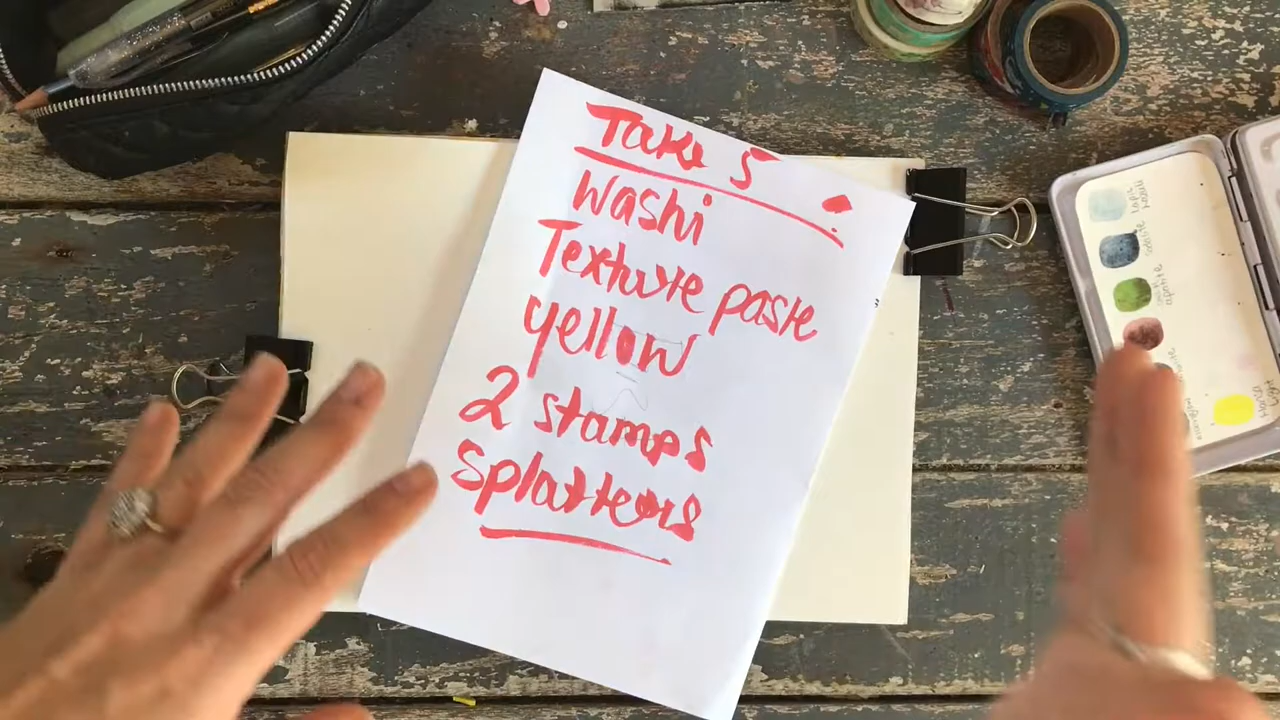 Take 5
Washi
Texture paste
yellow
2 stamps
Splatters